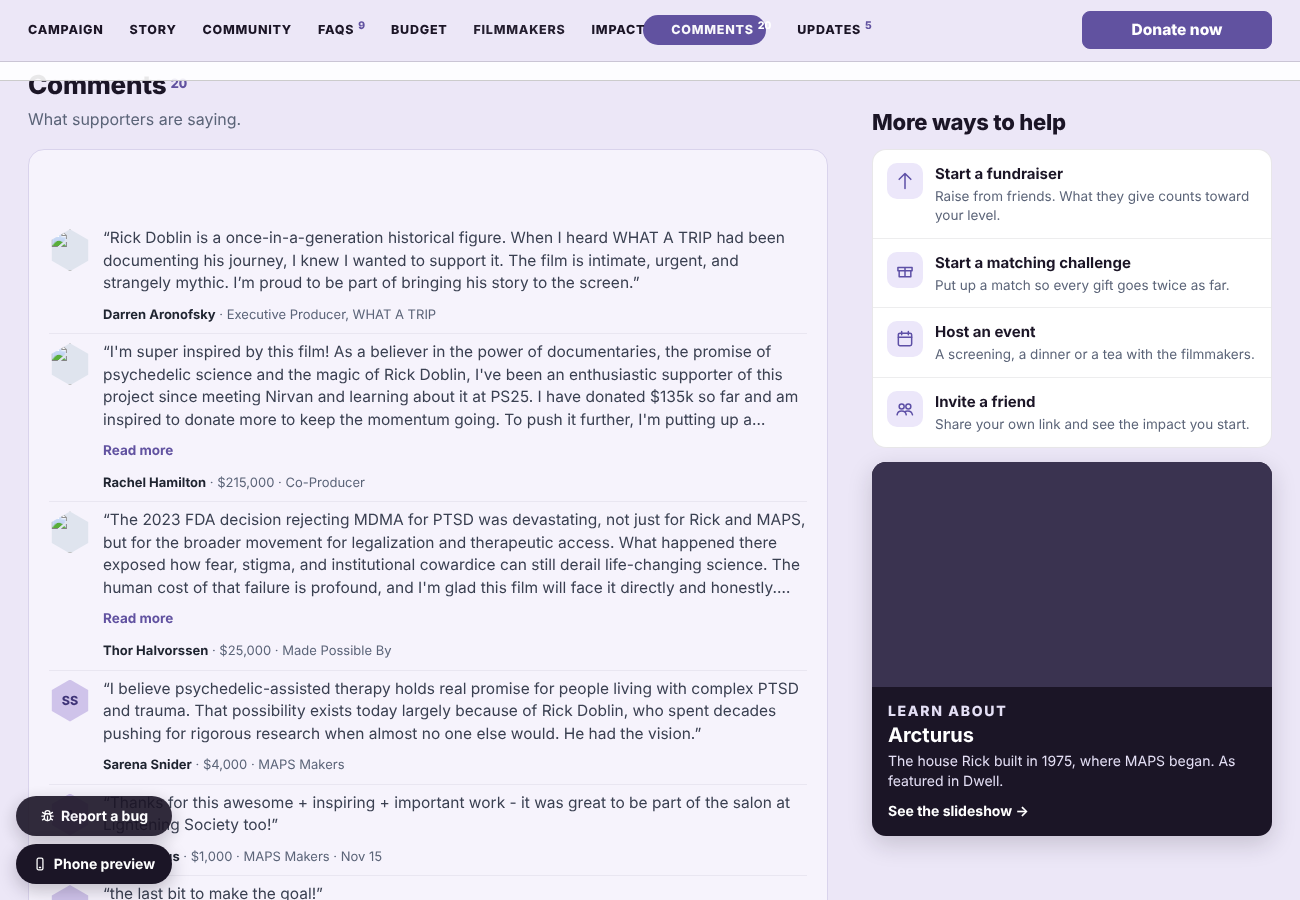 CAMPAIGN STORY COMMUNITY FAQS 9 BUDGET FILMMAKERS IMPACT COMMENTS 20 UPDATES 5 Donate now
Comments 20
What supporters are saying.
“Rick Doblin is a once-in-a-generation historical figure. When I heard WHAT A TRIP had been
documenting his journey, I knew I wanted to support it. The film is intimate, urgent, and
strangely mythic. I’m proud to be part of bringing his story to the screen.”
Darren Aronofsky · Executive Producer, WHAT A TRIP
“I'm super inspired by this film! As a believer in the power of documentaries, the promise of
psychedelic science and the magic of Rick Doblin, I've been an enthusiastic supporter of this
project since meeting Nirvan and learning about it at PS25. I have donated $135k so far and am
inspired to donate more to keep the momentum going. To push it further, I'm putting up a...
Read more
Rachel Hamilton · $215,000 · Co-Producer
“The 2023 FDA decision rejecting MDMA for PTSD was devastating, not just for Rick and MAPS,
but for the broader movement for legalization and therapeutic access. What happened there
exposed how fear, stigma, and institutional cowardice can still derail life-changing science. The
human cost of that failure is profound, and I'm glad this film will face it directly and honestly....
Read more
Thor Halvorssen · $25,000 · Made Possible By
SS
“I believe psychedelic-assisted therapy holds real promise for people living with complex PTSD
and trauma. That possibility exists today largely because of Rick Doblin, who spent decades
pushing for rigorous research when almost no one else would. He had the vision.”
Sarena Snider · $4,000 · MAPS Makers
“Thanks for this awesome + inspiring + important work - it was great to be part of the salon at
Lightening Society too!”
· $1,000 · MAPS Makers · Nov 15
“the last bit to make the goal!”
Report a bug
Phone preview
More ways to help
Start a fundraiser
Raise from friends. What they give counts toward
your level.
Start a matching challenge
Put up a match so every gift goes twice as far.
Host an event
A screening, a dinner or a tea with the filmmakers.
Invite a friend
Share your own link and see the impact you start.
LEARN ABOUT
Arcturus
The house Rick built in 1975, where MAPS began. As
featured in Dwell.
See the slideshow →